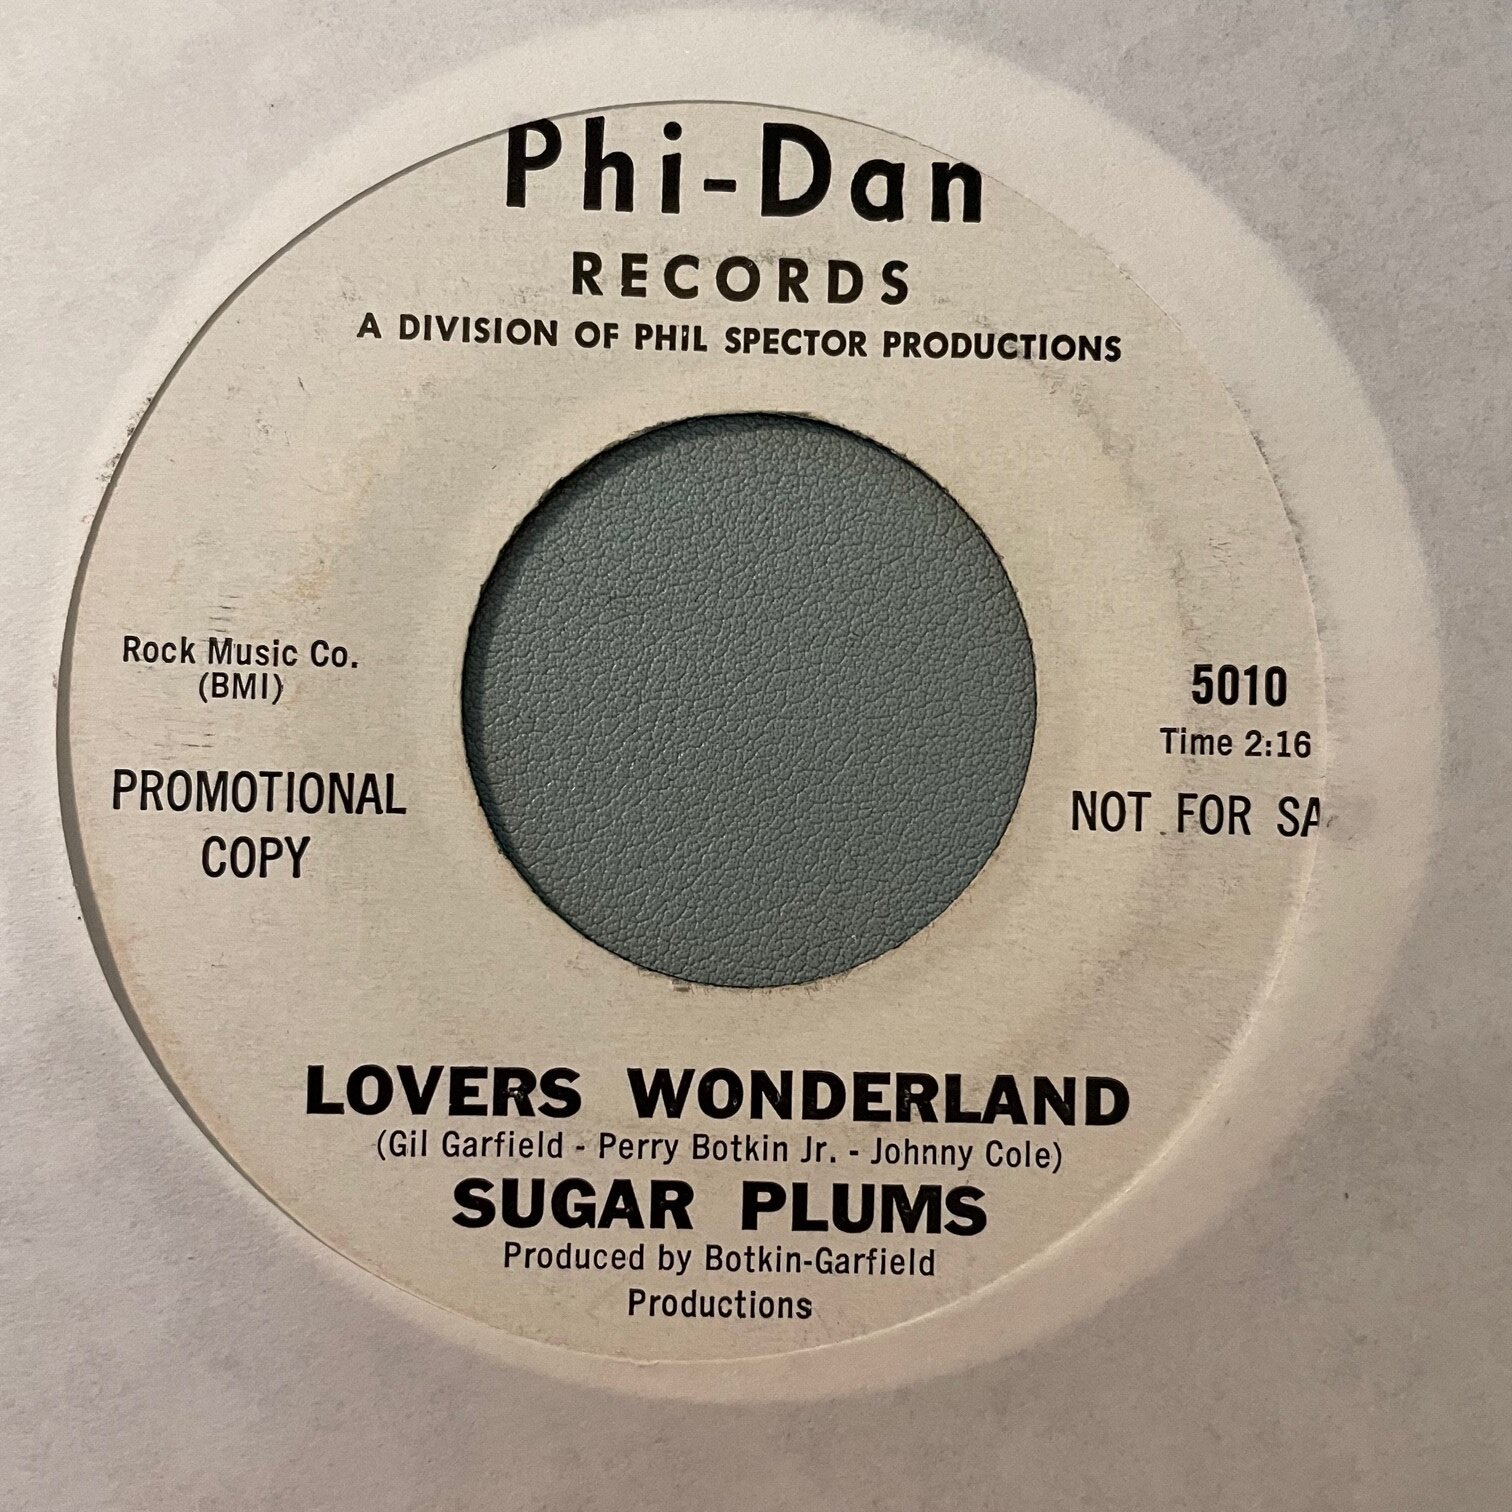 Phi-Dan
RECORDS
A DIVISION OF PHIL SPECTOR PRODUCTIONS
Rock Music Co.
(BMI)
PROMOTIONAL
COPY
5010
Time 2:16
NOT FOR SA
LOVERS WONDERLAND
(Gil Garfield - Perry Botkin Jr. - Johnny Cole)
SUGAR PLUMS
Produced by Botkin-Garfield
Productions